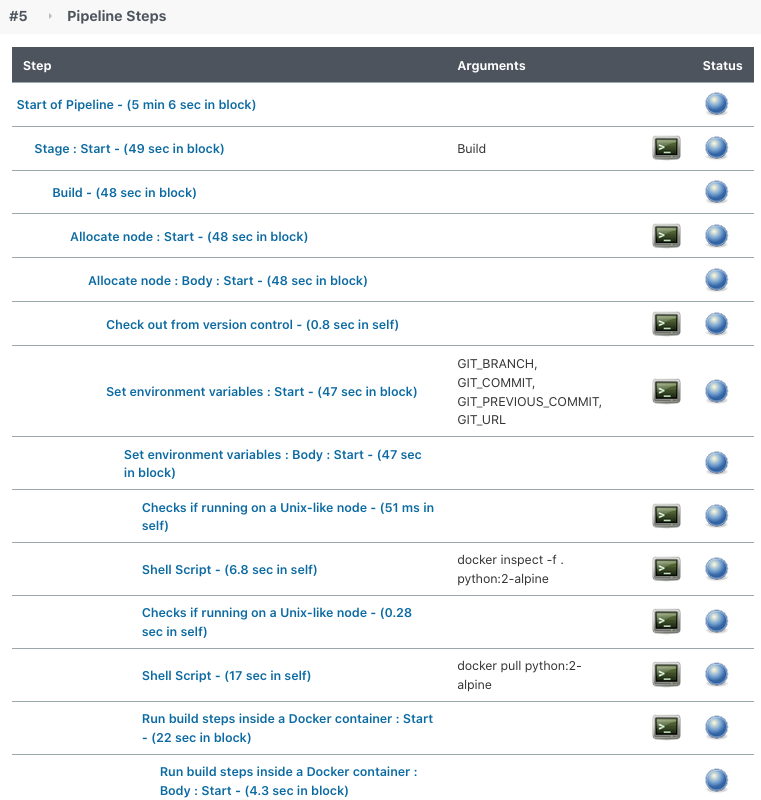 #5 Pipeline Steps
Step Arguments Status
Start of Pipeline - (5 min 6 sec in block)
Stage : Start - (49 sec in block) Build
Build - (48 sec in block)
Allocate node : Start - (48 sec in block)
Allocate node : Body : Start - (48 sec in block)
Check out from version control - (0.8 sec in self)
Set environment variables : Start - (47 sec in block)
GIT_BRANCH,
GIT_COMMIT,
GIT_PREVIOUS_COMMIT,
GIT_URL
Set environment variables : Body : Start - (47 sec
in block)
Checks if running on a Unix-like node - (51 ms in
self)
Shell Script - (6.8 sec in self)
docker inspect -f .
python:2-alpine
Checks if running on a Unix-like node - (0.28
sec in self)
Shell Script - (17 sec in self)
docker pull python:2-
alpine
Run build steps inside a Docker container : Start
- (22 sec in block)
Run build steps inside a Docker container :
Body : Start - (4.3 sec in block)